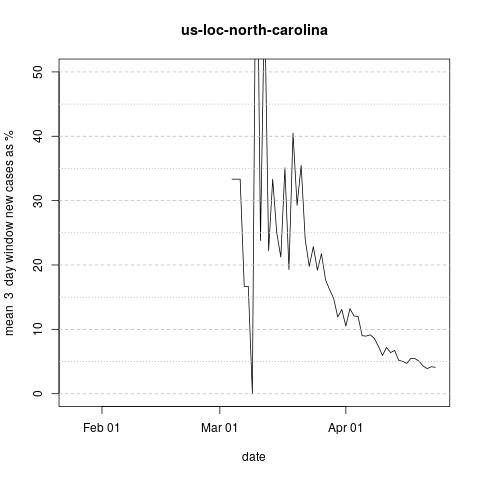 us-loc-north-carolina
mean  3  day window new cases as %
50
40
30
20
10
0
Feb 01
Mar 01
Apr 01
date